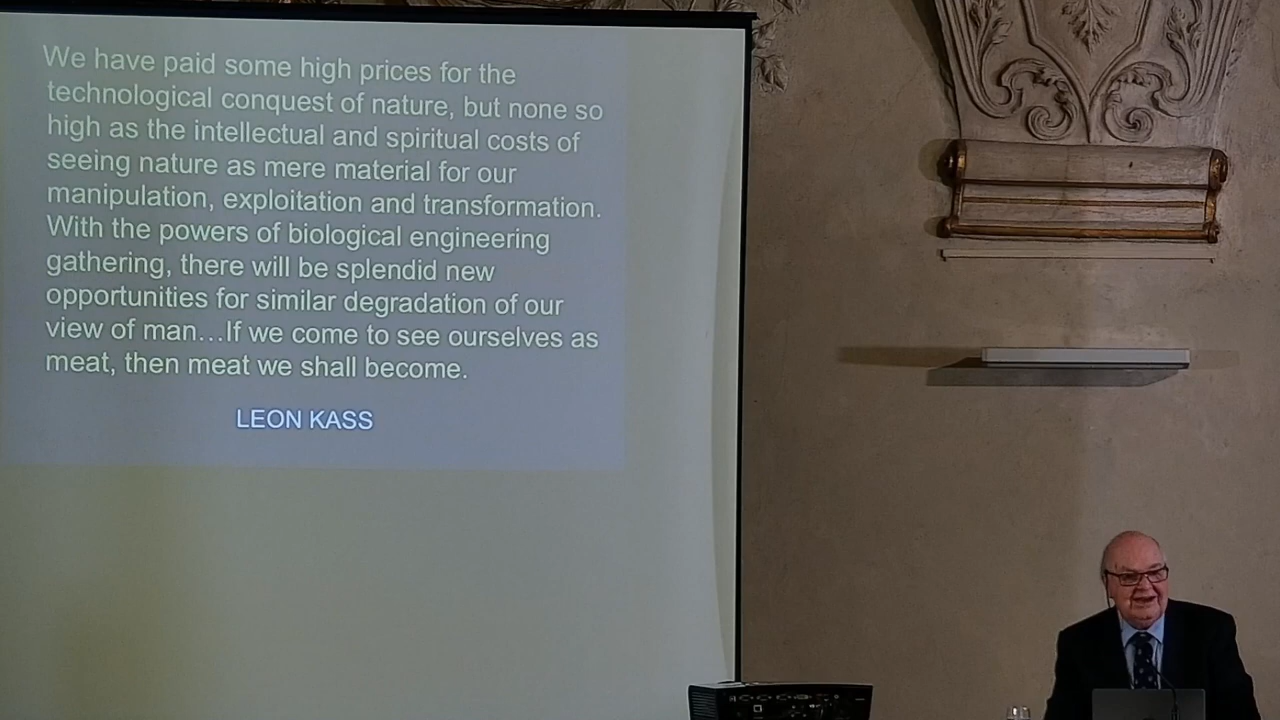 We have paid some high prices for the
technological conquest of nature, but none so
high as the intellectual and spiritual costs of
seeing nature as mere material for our
manipulation, exploitation and transformation.
With the powers of biological engineering
gathering, there will be splendid new
opportunities for similar degradation of our
view of man…If we come to see ourselves as
meat, then meat we shall become.
LEON KASS